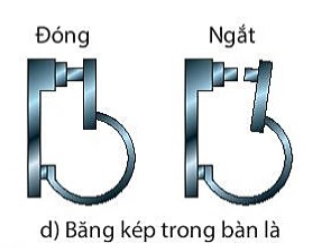 Đóng Ngắt
d) Băng kép trong bàn là